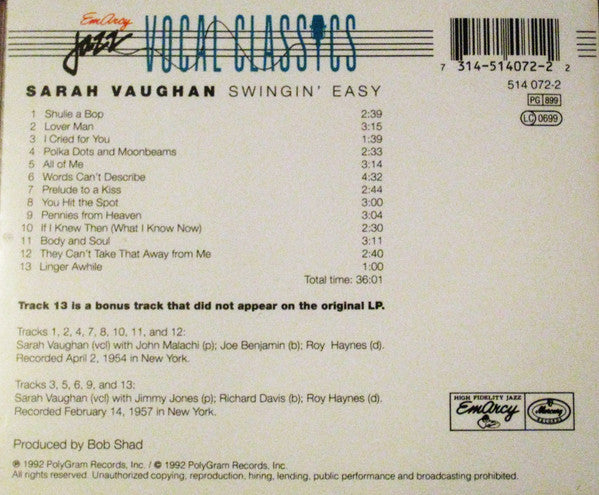 EmArcy
Jazz VOCAL CLASSICS
7 314-514072-2 2
514 072-2
PG 899
LC 0699
SARAH VAUGHAN SWINGIN' EASY
1 Shulie a Bop 2:39
2 Lover Man 3:15
3 I Cried for You 1:39
4 Polka Dots and Moonbeams 2:33
5 All of Me 3:14
6 Words Can't Describe 4:32
7 Prelude to a Kiss 2:44
8 You Hit the Spot 3:00
9 Pennies from Heaven 3:04
10 If I Knew Then (What I Know Now) 2:30
11 Body and Soul 3:11
12 They Can't Take That Away from Me 2:40
13 Linger Awhile 1:00
Total time: 36:01
Track 13 is a bonus track that did not appear on the original LP.
Tracks 1, 2, 4, 7, 8, 10, 11, and 12:
Sarah Vaughan (vcl) with John Malachi (p); Joe Benjamin (b); Roy Haynes (d).
Recorded April 2, 1954 in New York.
Tracks 3, 5, 6, 9, and 13:
Sarah Vaughan (vcl) with Jimmy Jones (p); Richard Davis (b); Roy Haynes (d).
Recorded February 14, 1957 in New York.
HIGH FIDELITY JAZZ
EmArcy
Mercury
RECORDS
Produced by Bob Shad
℗ 1992 PolyGram Records, Inc. / © 1992 PolyGram Records, Inc.
All rights reserved. Unauthorized copying, reproduction, hiring, lending, public performance and broadcasting prohibited.